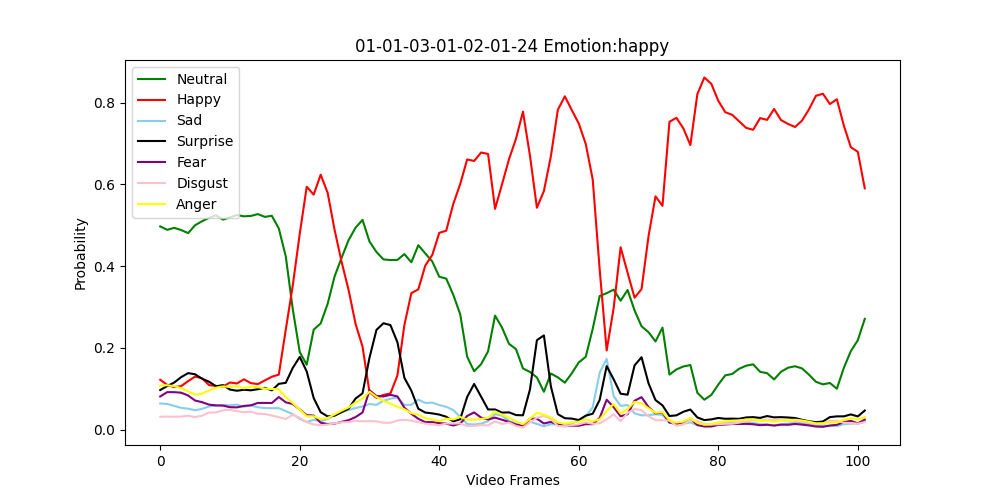 01-01-03-01-02-01-24 Emotion:happy
Neutral
Happy
Sad
Surprise
Fear
Disgust
Anger
Probability
0.8
0.6
0.4
0.2
0.0
0 20 40 60 80 100
Video Frames